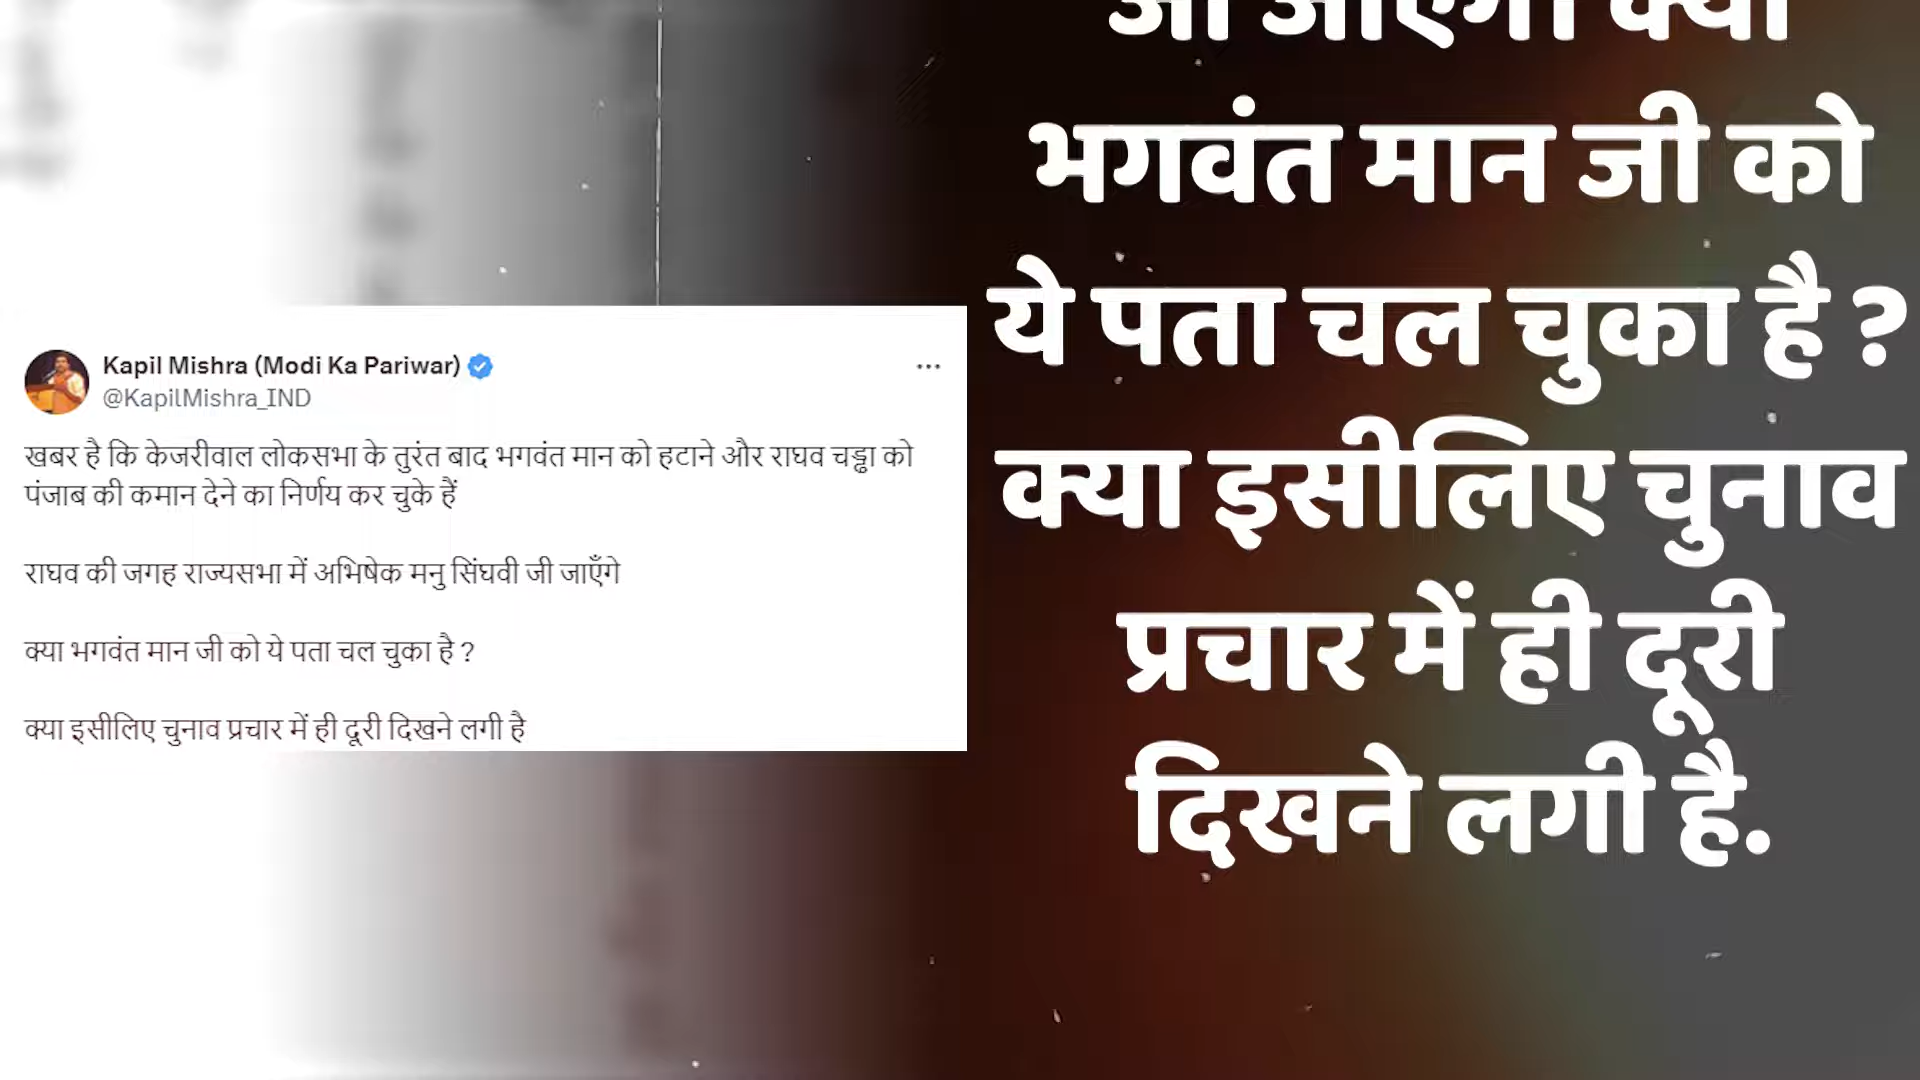 Kapil Mishra (Modi Ka Pariwar)
@KapilMishra_IND
खबर है कि केजरीवाल लोकसभा के तुरंत बाद भगवंत मान को हटाने और राघव चड्ढा को
पंजाब की कमान देने का निर्णय कर चुके हैं
राघव की जगह राज्यसभा में अभिषेक मनु सिंघवी जी जाएँगे
क्या भगवंत मान जी को ये पता चल चुका है ?
क्या इसीलिए चुनाव प्रचार में ही दूरी दिखने लगी है
भगवंत मान जी को
ये पता चल चुका है ?
क्या इसीलिए चुनाव
प्रचार में ही दूरी
दिखने लगी है.